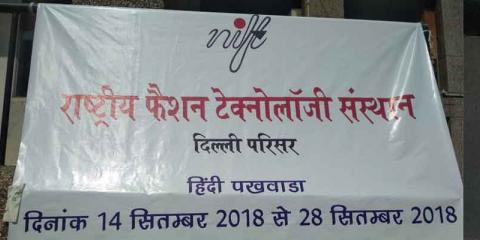 nift
राष्ट्रीय फैशन टेक्नोलॉजी संस्थान
दिल्ली परिसर
हिंदी पखवाडा
दिनांक 14 सितम्बर 2018 से 28 सितम्बर 2018